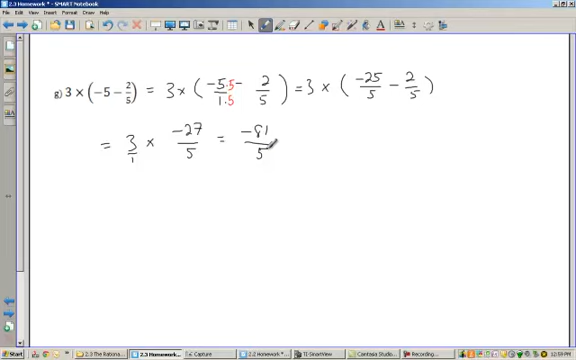 2.3 Homework * - SMART Notebook
File Edit View Insert Format Draw Help
g) 3 × (−5 − 2/5) = 3 × (−5·5/1·5 − 2/5) = 3 × (−25/5 − 2/5)
= 3/1 × −27/5 = −81/5
Start 2.3 The Rationa... 2.3 Homework * -... Capture 2.2 Homework * - ... TI-SmartView Camtasia Studio... Recording... 12:59 PM